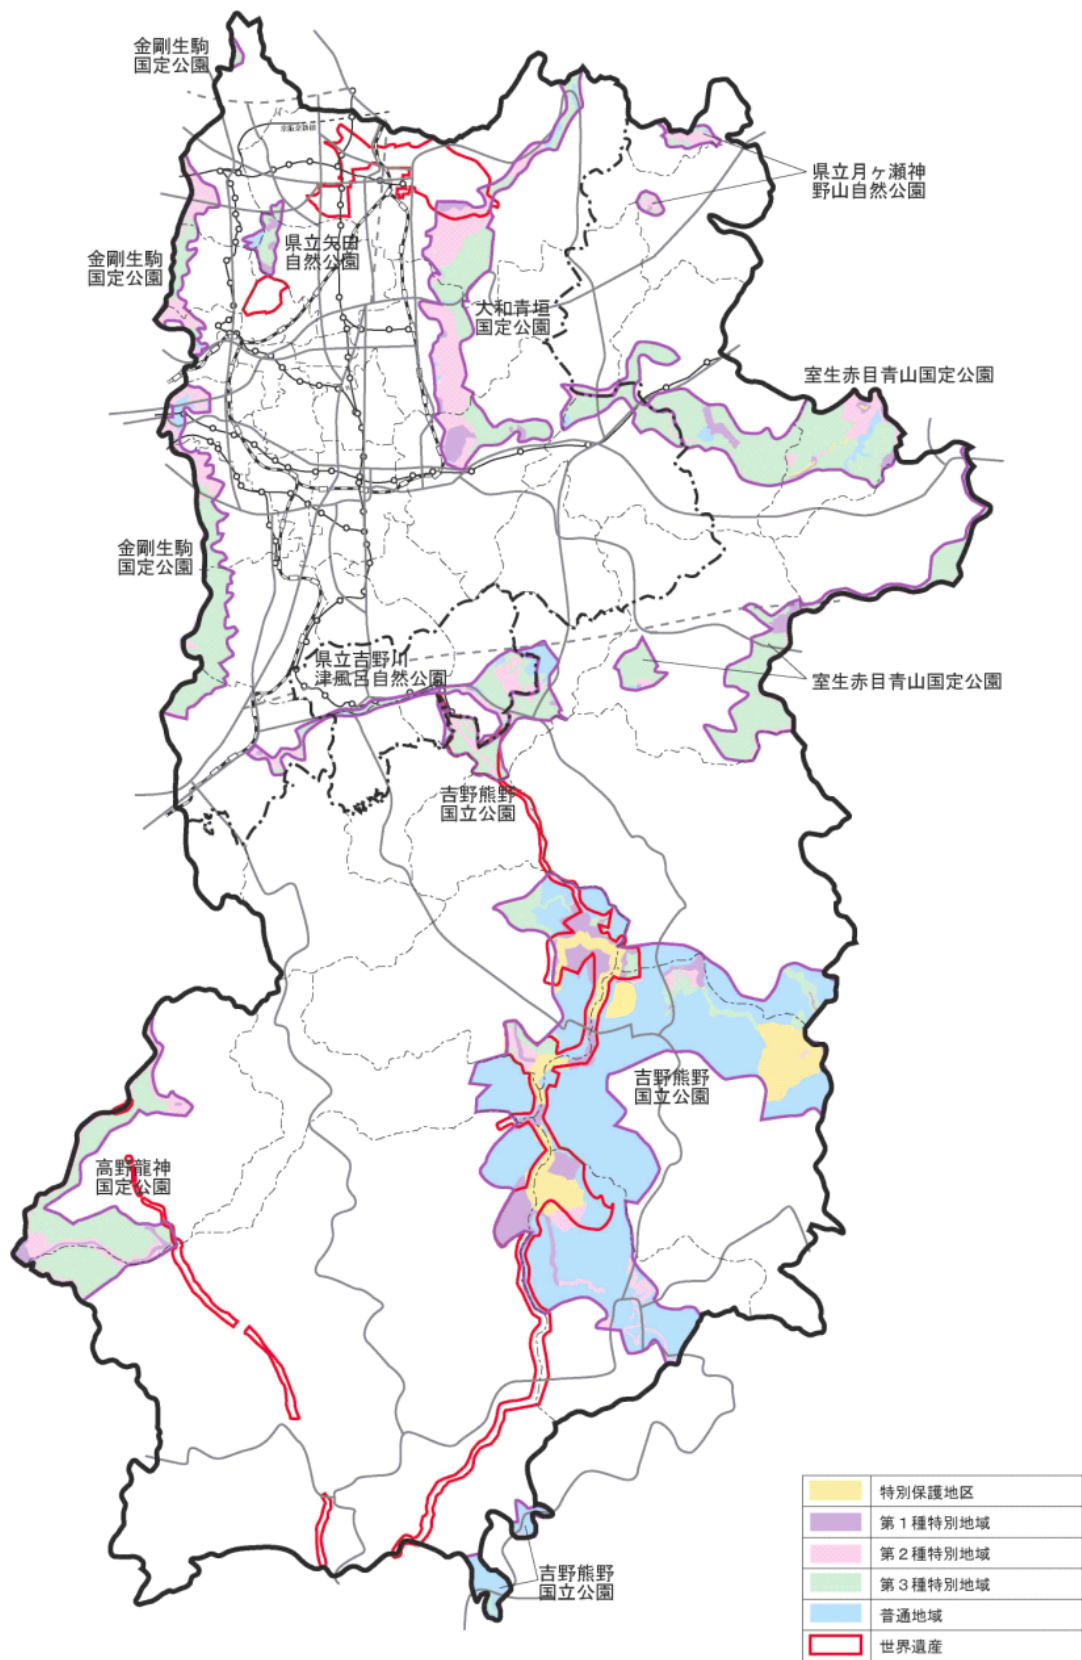 金剛生駒
国定公園
県立月ヶ瀬神
野山自然公園
県立矢田
自然公園
金剛生駒
国定公園
大和青垣
国定公園
室生赤目青山国定公園
金剛生駒
国定公園
県立吉野川
津風呂自然公園
室生赤目青山国定公園
吉野熊野
国立公園
吉野熊野
国立公園
高野龍神
国定公園
吉野熊野
国立公園
特別保護地区
第1種特別地域
第2種特別地域
第3種特別地域
普通地域
世界遺産